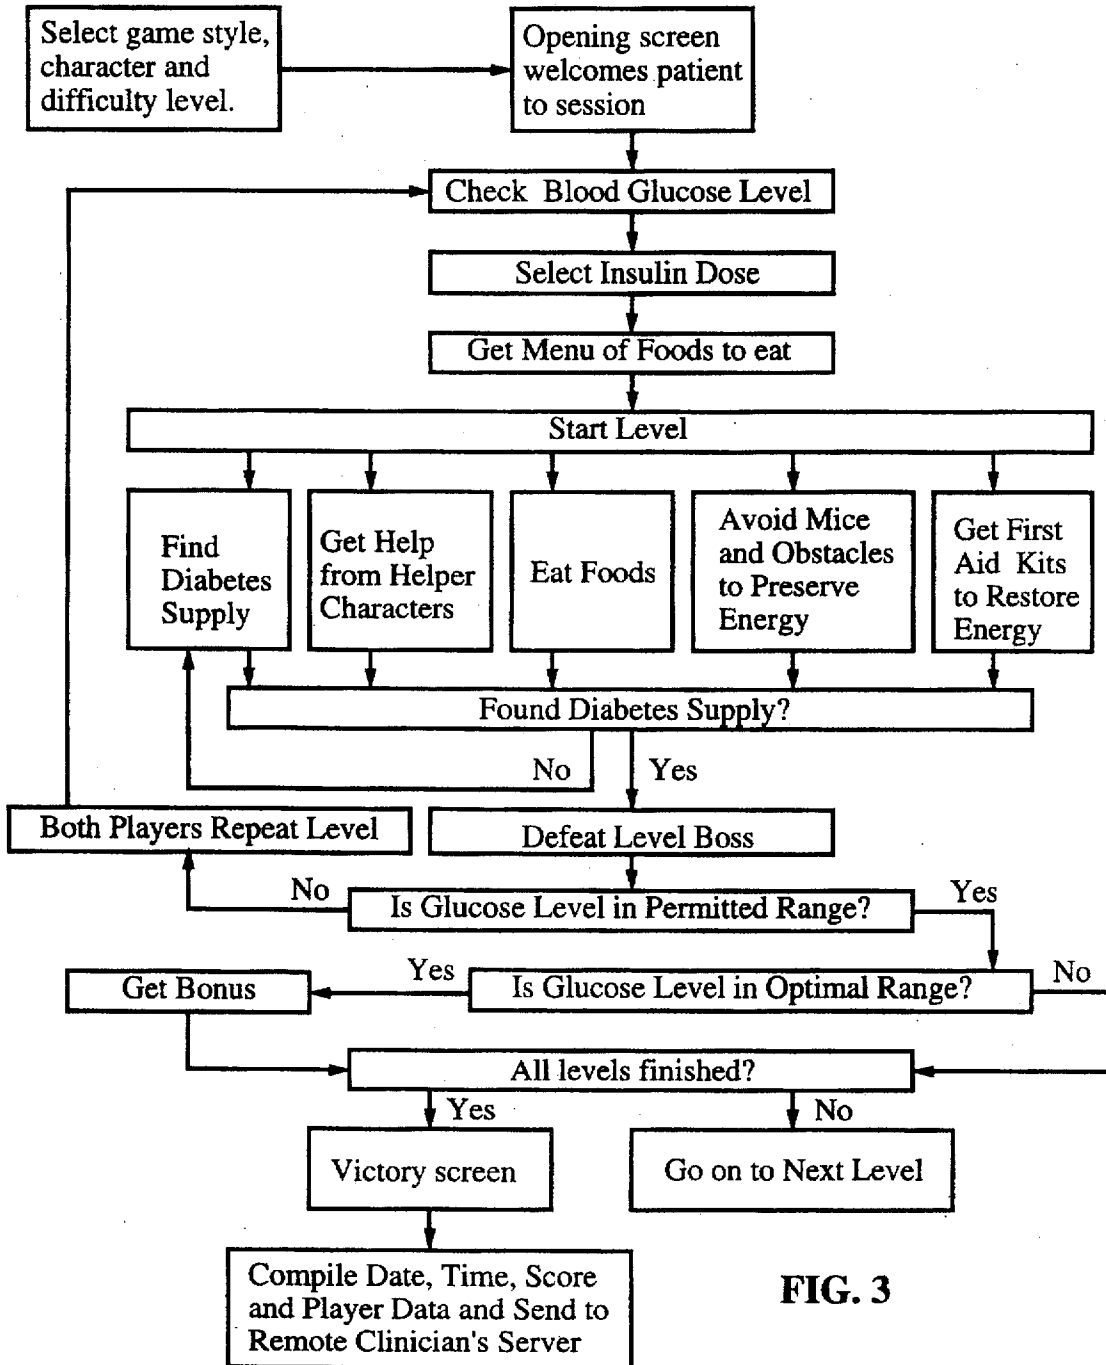 Select game style,
character and
difficulty level.
Opening screen
welcomes patient
to session
Check Blood Glucose Level
Select Insulin Dose
Get Menu of Foods to eat
Start Level
Find
Diabetes
Supply
Get Help
from Helper
Characters
Eat Foods
Avoid Mice
and Obstacles
to Preserve
Energy
Get First
Aid Kits
to Restore
Energy
Found Diabetes Supply?
No
Yes
Both Players Repeat Level
Defeat Level Boss
No
Is Glucose Level in Permitted Range?
Yes
Get Bonus
Yes
Is Glucose Level in Optimal Range?
No
All levels finished?
Yes
No
Victory screen
Go on to Next Level
Compile Date, Time, Score
and Player Data and Send to
Remote Clinician's Server
FIG. 3